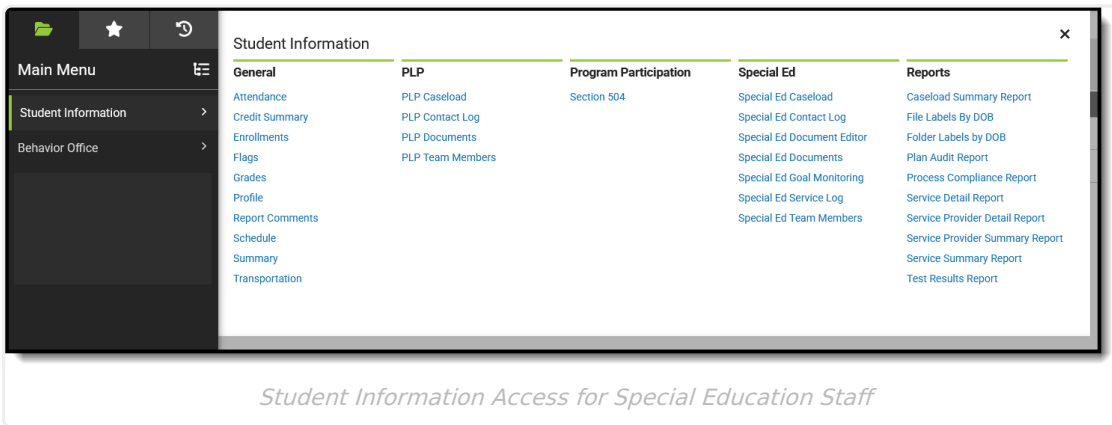 Main Menu
Student Information
Behavior Office
Student Information
General
Attendance
Credit Summary
Enrollments
Flags
Grades
Profile
Report Comments
Schedule
Summary
Transportation
PLP
PLP Caseload
PLP Contact Log
PLP Documents
PLP Team Members
Program Participation
Section 504
Special Ed
Special Ed Caseload
Special Ed Contact Log
Special Ed Document Editor
Special Ed Documents
Special Ed Goal Monitoring
Special Ed Service Log
Special Ed Team Members
Reports
Caseload Summary Report
File Labels By DOB
Folder Labels by DOB
Plan Audit Report
Process Compliance Report
Service Detail Report
Service Provider Detail Report
Service Provider Summary Report
Service Summary Report
Test Results Report
Student Information Access for Special Education Staff